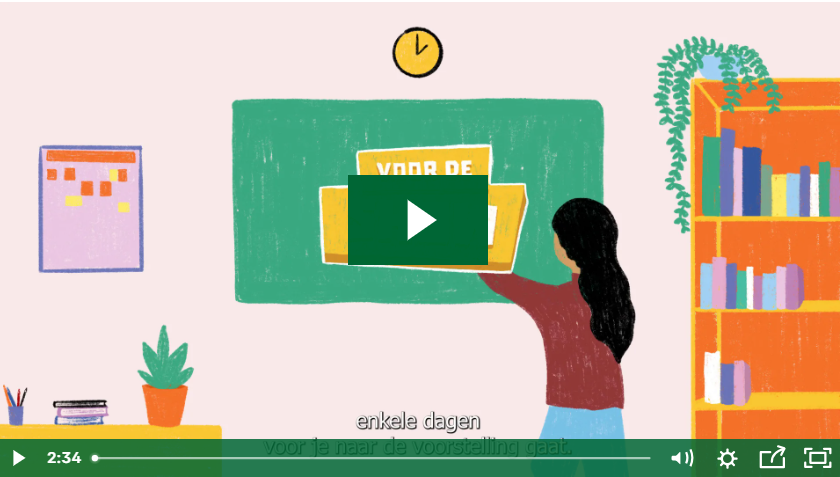 VOOR DE
enkele dagen
voor je naar de voorstelling gaat.
2:34